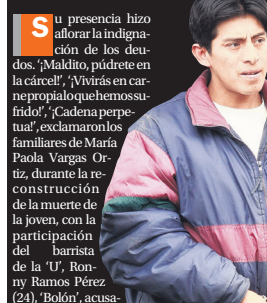 Su presencia hizo
aflorar la indigna-
ción de los deu-
dos. ‘¡Maldito, púdrete en
la cárcel!’, ‘¡Vivirás en car-
ne propia lo que hemos su-
frido!’, ‘¡Cadena perpe-
tua!’, exclamaron los
familiares de María
Paola Vargas Or-
tiz, durante la re-
construcción
de la muerte de
la joven, con la
participación
del barrista
de la ‘U’, Ron-
ny Ramos Pérez
(24), ‘Bolón’, acusa-